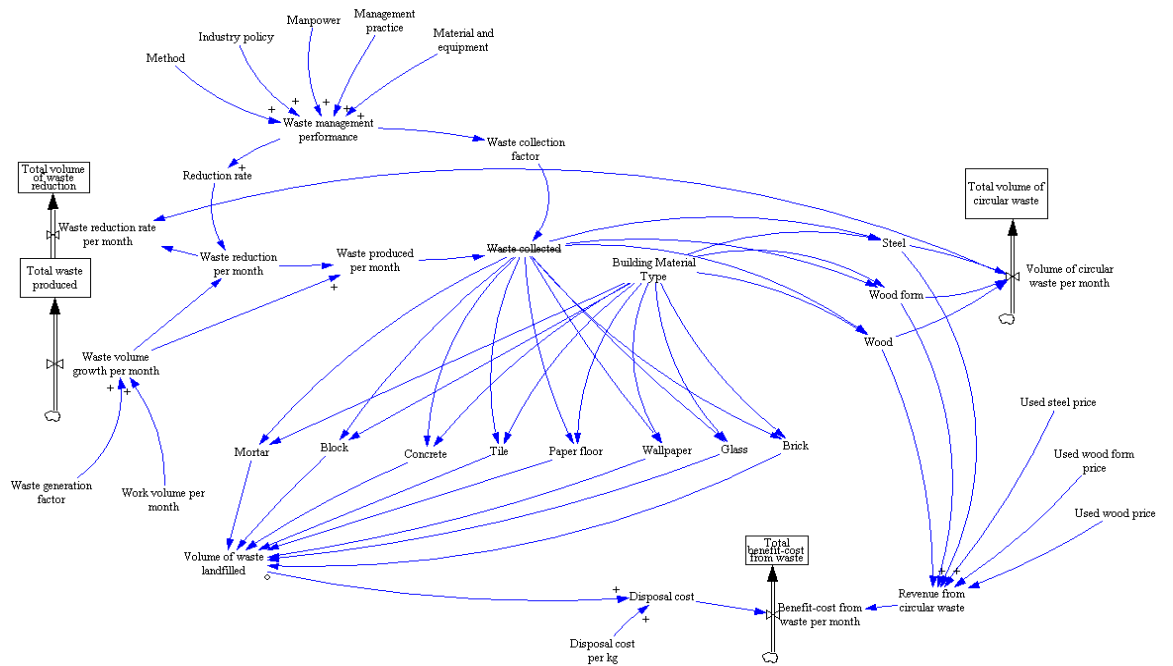 Management
practice
Manpower
Material and
equipment
Industry policy
Method
+
+
+
+
+
Waste management
performance
Waste collection
factor
Total volume
of waste
reduction
+
Reduction rate
Total volume of
circular waste
Waste reduction rate
per month
Waste reduction
per month
Waste produced
per month
+
Waste collected
Building Material
Type
Steel
Volume of circular
waste per month
Total waste
produced
Wood form
Wood
Waste volume
growth per month
+
+
Used steel price
Mortar
Block
Concrete
Tile
Paper floor
Wallpaper
Glass
Brick
Used wood form
price
Waste generation
factor
Work volume per
month
Used wood price
Total
benefit-cost
from waste
Volume of waste
landfilled
+
+
Revenue from
circular waste
+
Disposal cost
+
Benefit-cost from
waste per month
Disposal cost
per kg